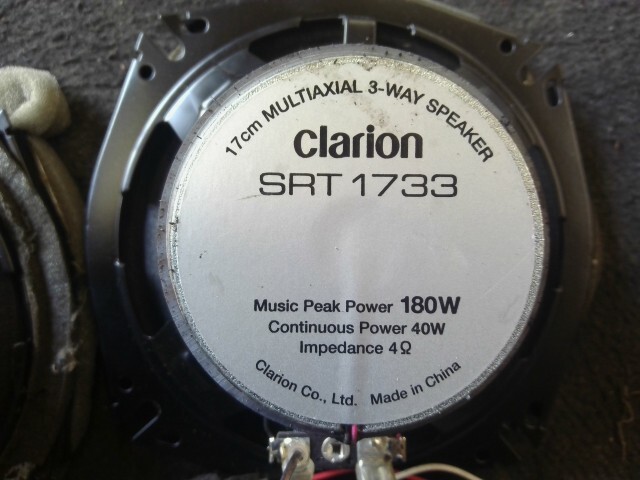 17cm MULTIAXIAL 3-WAY SPEAKER
clarion
SRT 1733
Music Peak Power 180W
Continuous Power 40W
Impedance 4Ω
Clarion Co., Ltd. Made in China